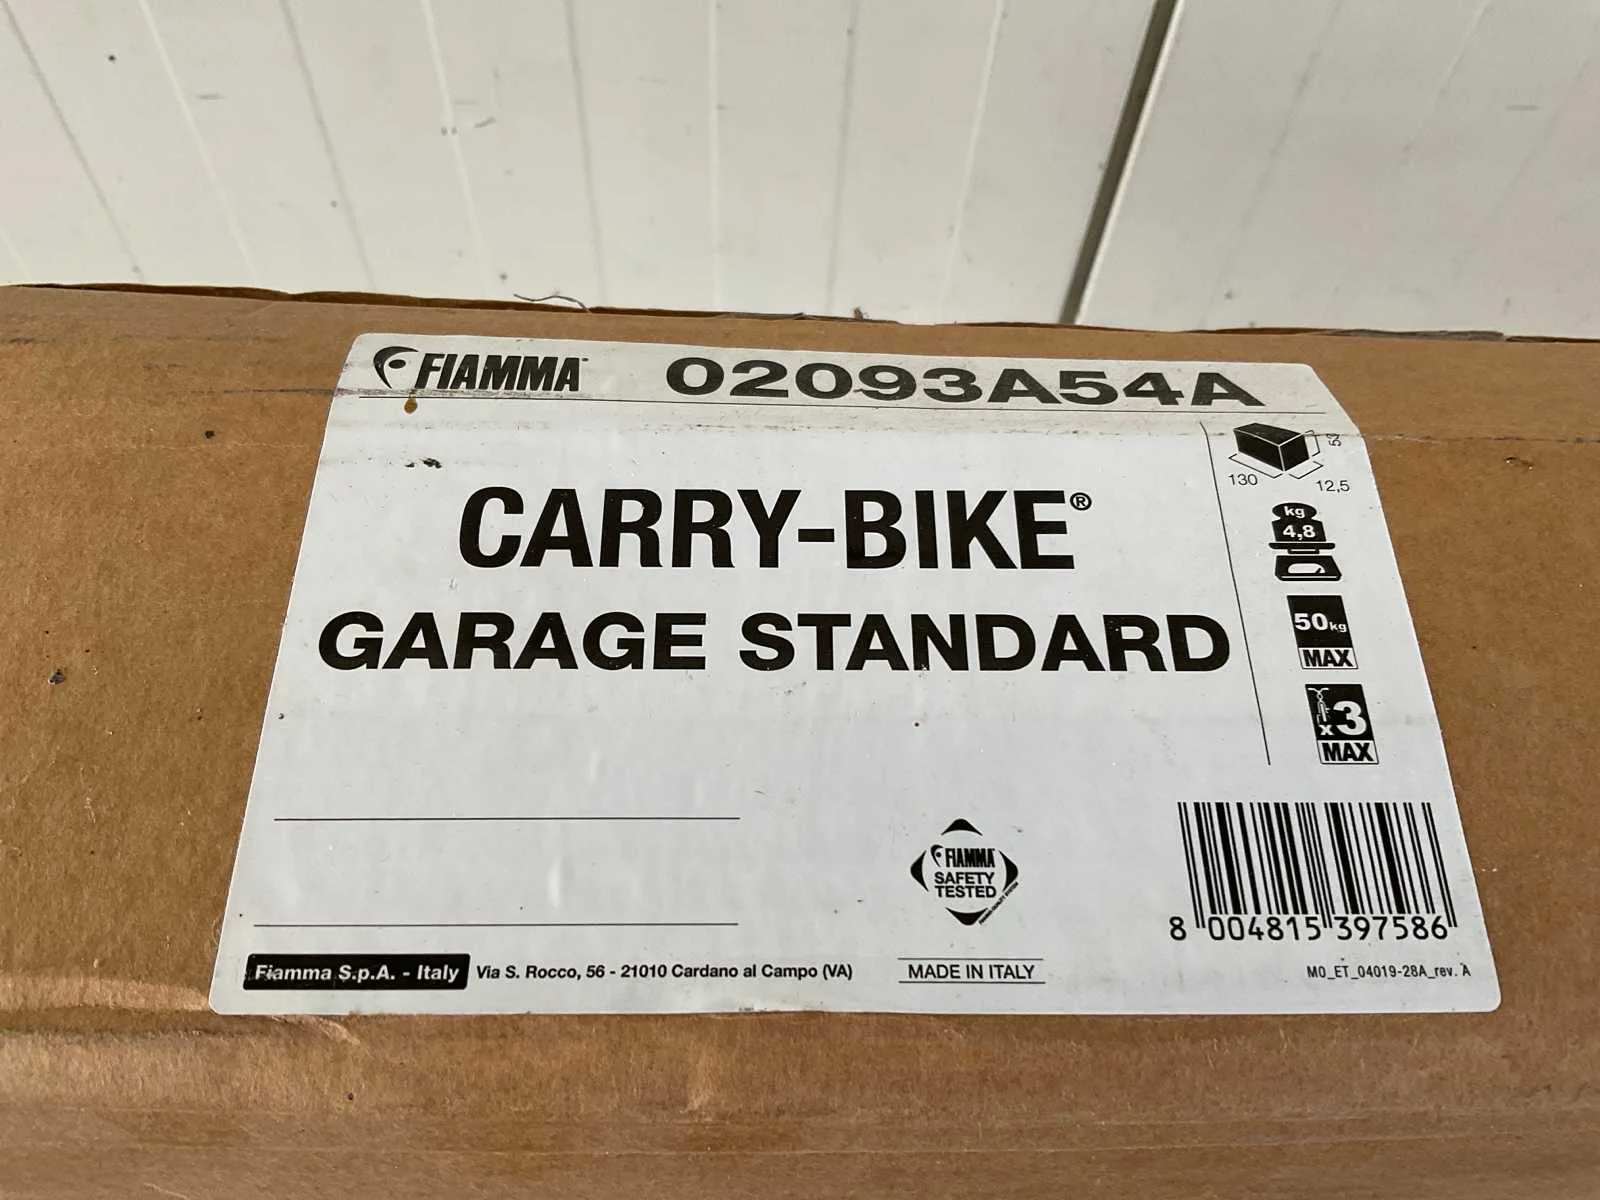 FIAMMA 02093A54A
130 12,5
CARRY-BIKE®
kg
4,8
GARAGE STANDARD
50kg
MAX
x3
MAX
FIAMMA
SAFETY
TESTED
8 004815 397586
Fiamma S.p.A. - Italy Via S. Rocco, 56 - 21010 Cardano al Campo (VA) MADE IN ITALY M0_ET_04019-28A_rev. A